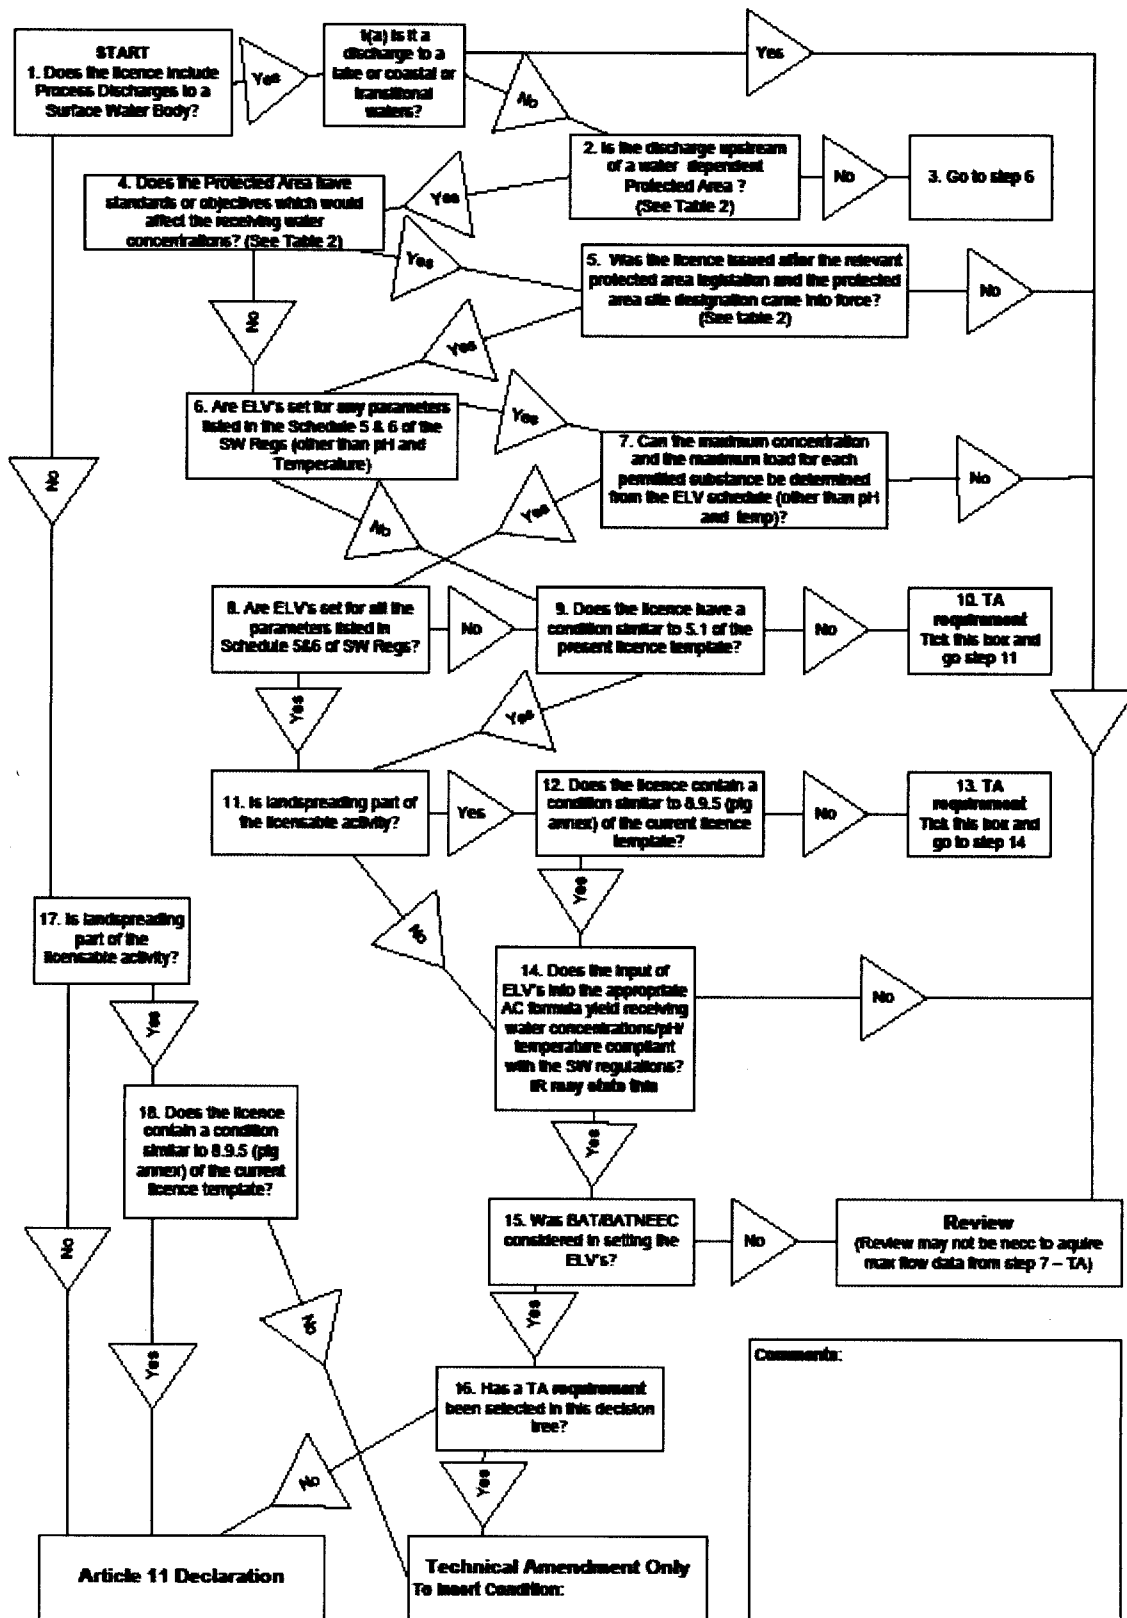 START
1. Does the licence include
Process Discharges to a
Surface Water Body?
Yes
1(a) Is it a
discharge to a
lake or coastal or
transitional
waters?
Yes
No
2. Is the discharge upstream
of a water dependent
Protected Area ?
(See Table 2)
No
3. Go to step 6
Yes
4. Does the Protected Area have
standards or objectives which would
affect the receiving water
concentrations? (See Table 2)
Yes
5. Was the licence issued after the relevant
protected area legislation and the protected
area site designation came into force?
(See table 2)
No
No
Yes
6. Are ELV's set for any parameters
listed in the Schedule 5 & 6 of the
SW Regs (other than pH and
Temperature)
Yes
7. Can the maximum concentration
and the maximum load for each
permitted substance be determined
from the ELV schedule (other than pH
and temp)?
No
No
Yes
No
8. Are ELV's set for all the
parameters listed in
Schedule 5&6 of SW Regs?
No
9. Does the licence have a
condition similar to 5.1 of the
present licence template?
No
10. TA
requirement
Tick this box and
go step 11
Yes
Yes
11. Is landspreading part of
the licensable activity?
Yes
12. Does the licence contain a
condition similar to 8.9.5 (pig
annex) of the current licence
template?
No
13. TA
requirement
Tick this box and
go to step 14
Yes
No
17. Is landspreading
part of the
licensable activity?
14. Does the input of
ELV's into the appropriate
AC formula yield receiving
water concentrations/pH/
temperature compliant
with the SW regulations?
IR may state this
No
Yes
18. Does the licence
contain a condition
similar to 8.9.5 (pig
annex) of the current
licence template?
Yes
15. Was BAT/BATNEEC
considered in setting the
ELV's?
No
Review
(Review may not be necc to aquire
max flow data from step 7 – TA)
No
No
Yes
Yes
Comments:
16. Has a TA requirement
been selected in this decision
tree?
No
Yes
Article 11 Declaration
Technical Amendment Only
To Insert Condition: